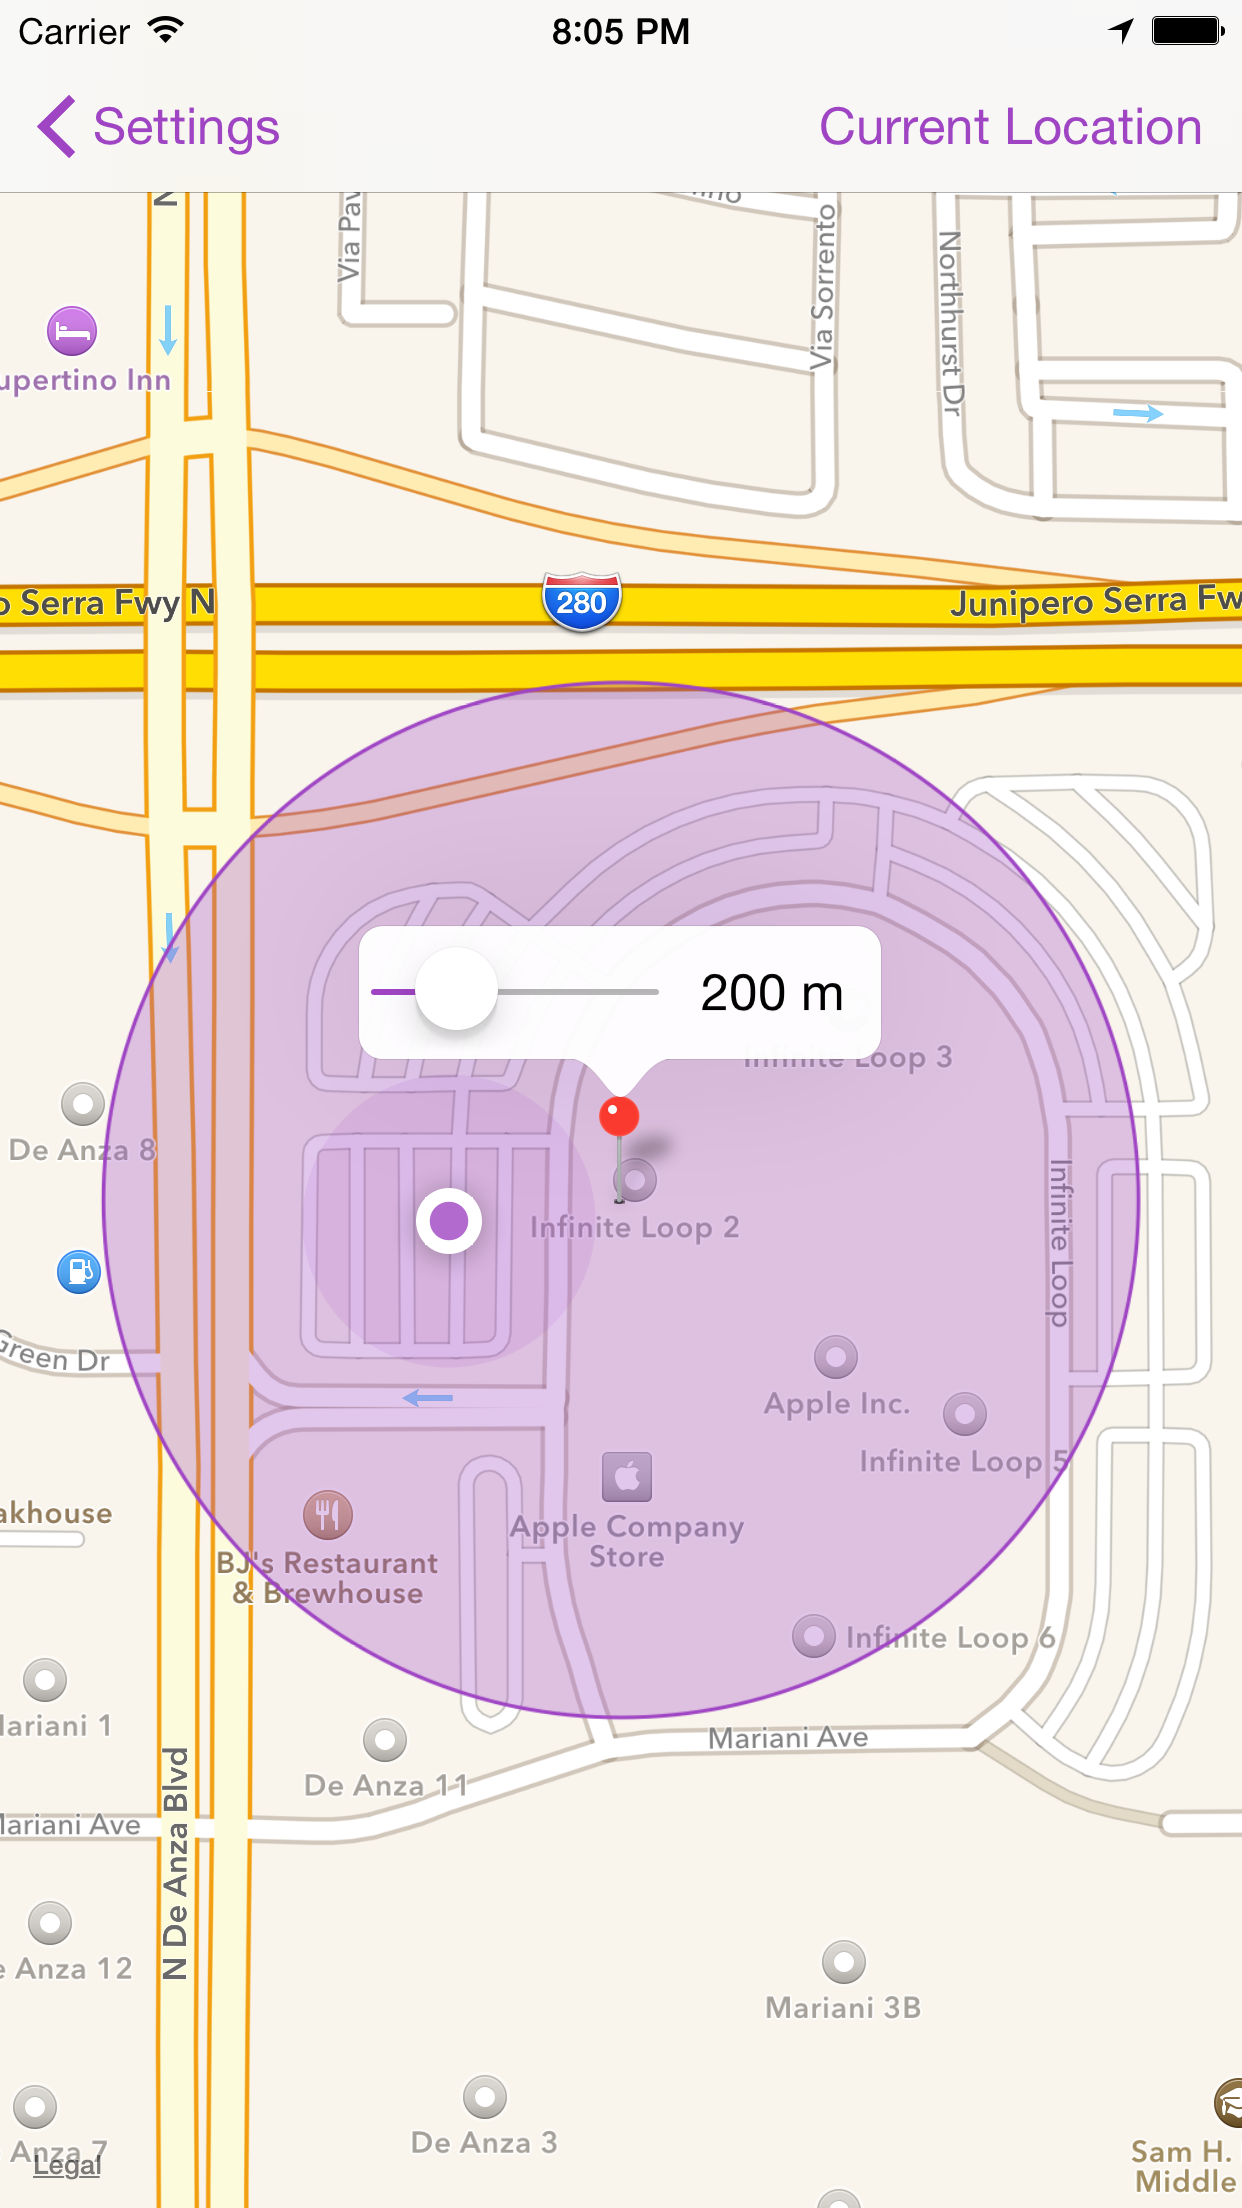 Carrier
8:05 PM
Settings
Current Location
N
Via Pav
Via Sorrento
Northhurst Dr
upertino Inn
280
o Serra Fwy N
Junipero Serra Fw
200 m
Infinite Loop 3
De Anza 8
Infinite Loop 2
Infinite Loop
Green Dr
Apple Inc.
Infinite Loop 5
akhouse
Apple Company
Store
BJ's Restaurant
& Brewhouse
Infinite Loop 6
Mariani 1
Mariani Ave
De Anza 11
Mariani Ave
N De Anza Blvd
e Anza 12
Mariani 3B
De Anza 3
Anza 7
Legal
Sam H.
Middle